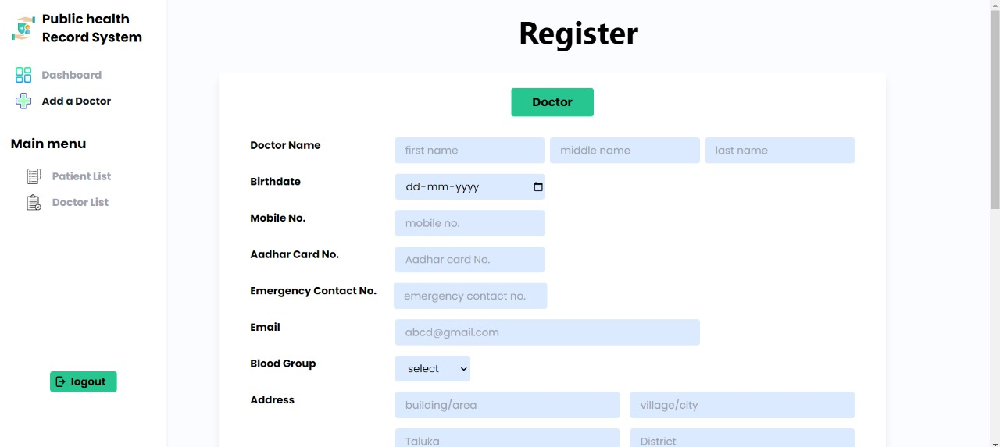 Public health
Record System
Dashboard
Add a Doctor
Main menu
Patient List
Doctor List
logout
Register
Doctor
Doctor Name
first name
middle name
last name
Birthdate
dd-mm-yyyy
Mobile No.
mobile no.
Aadhar Card No.
Aadhar card No.
Emergency Contact No.
emergency contact no.
Email
abcd@gmail.com
Blood Group
select
Address
building/area
village/city
Taluka
District